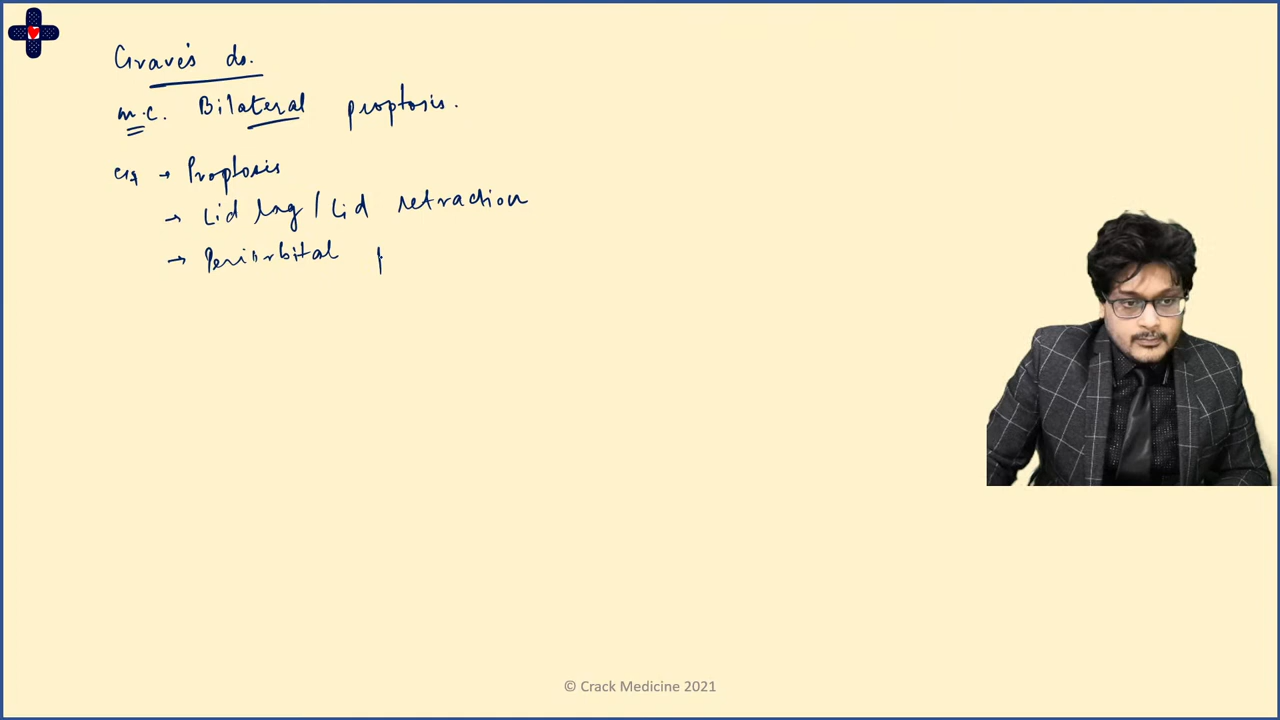 Grave's ds.
m.c. Bilateral proptosis.
→ Proptosis
→ Lid lag / Lid retraction
→ Periorbital p
© Crack Medicine 2021